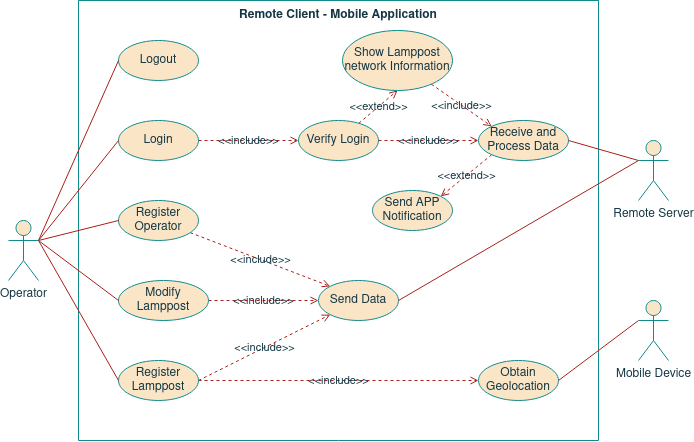 Remote Client - Mobile Application
Logout
Show Lamppost
network Information
<<extend>>
<<include>>
Login
<<include>>
Verify Login
<<include>>
Receive and
Process Data
<<extend>>
Send APP
Notification
Remote Server
Register
Operator
<<include>>
Operator
Modify
Lamppost
<<include>>
Send Data
<<include>>
Register
Lamppost
<<include>>
Obtain
Geolocation
Mobile Device